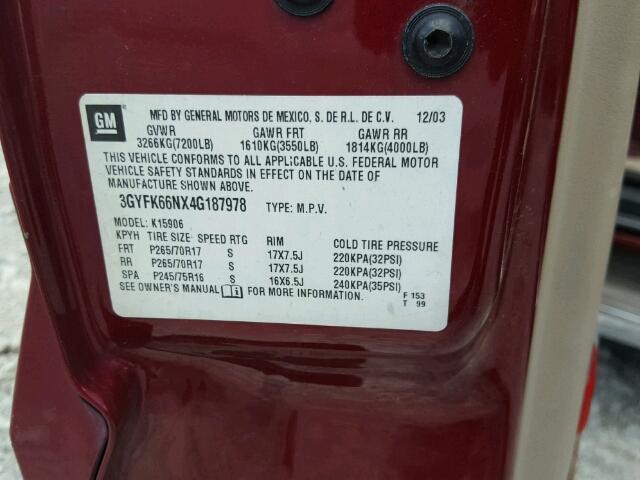 GM MFD BY GENERAL MOTORS DE MEXICO, S. DE R.L. DE C.V. 12/03
GVWR GAWR FRT GAWR RR
3266KG(7200LB) 1610KG(3550LB) 1814KG(4000LB)
THIS VEHICLE CONFORMS TO ALL APPLICABLE U.S. FEDERAL MOTOR
VEHICLE SAFETY STANDARDS IN EFFECT ON THE DATE OF
MANUFACTURE SHOWN ABOVE.
3GYFK66NX4G187978 TYPE: M.P.V.
MODEL: K15906
KPYH TIRE SIZE SPEED RTG RIM COLD TIRE PRESSURE
FRT P265/70R17 S 17X7.5J 220KPA(32PSI)
RR P265/70R17 S 17X7.5J 220KPA(32PSI)
SPA P245/75R16 S 16X6.5J 240KPA(35PSI)
SEE OWNER'S MANUAL FOR MORE INFORMATION.
F 153
T 99